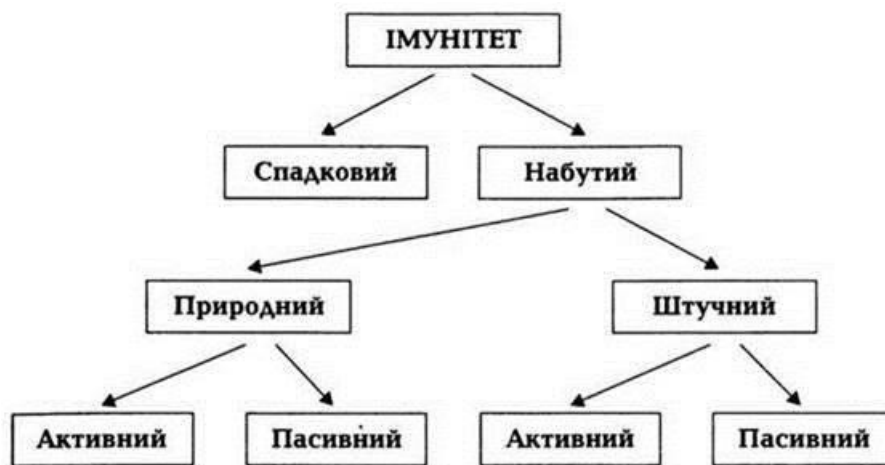 ІМУНІТЕТ
Спадковий Набутий
Природний Штучний
Активний Пасивний Активний Пасивний